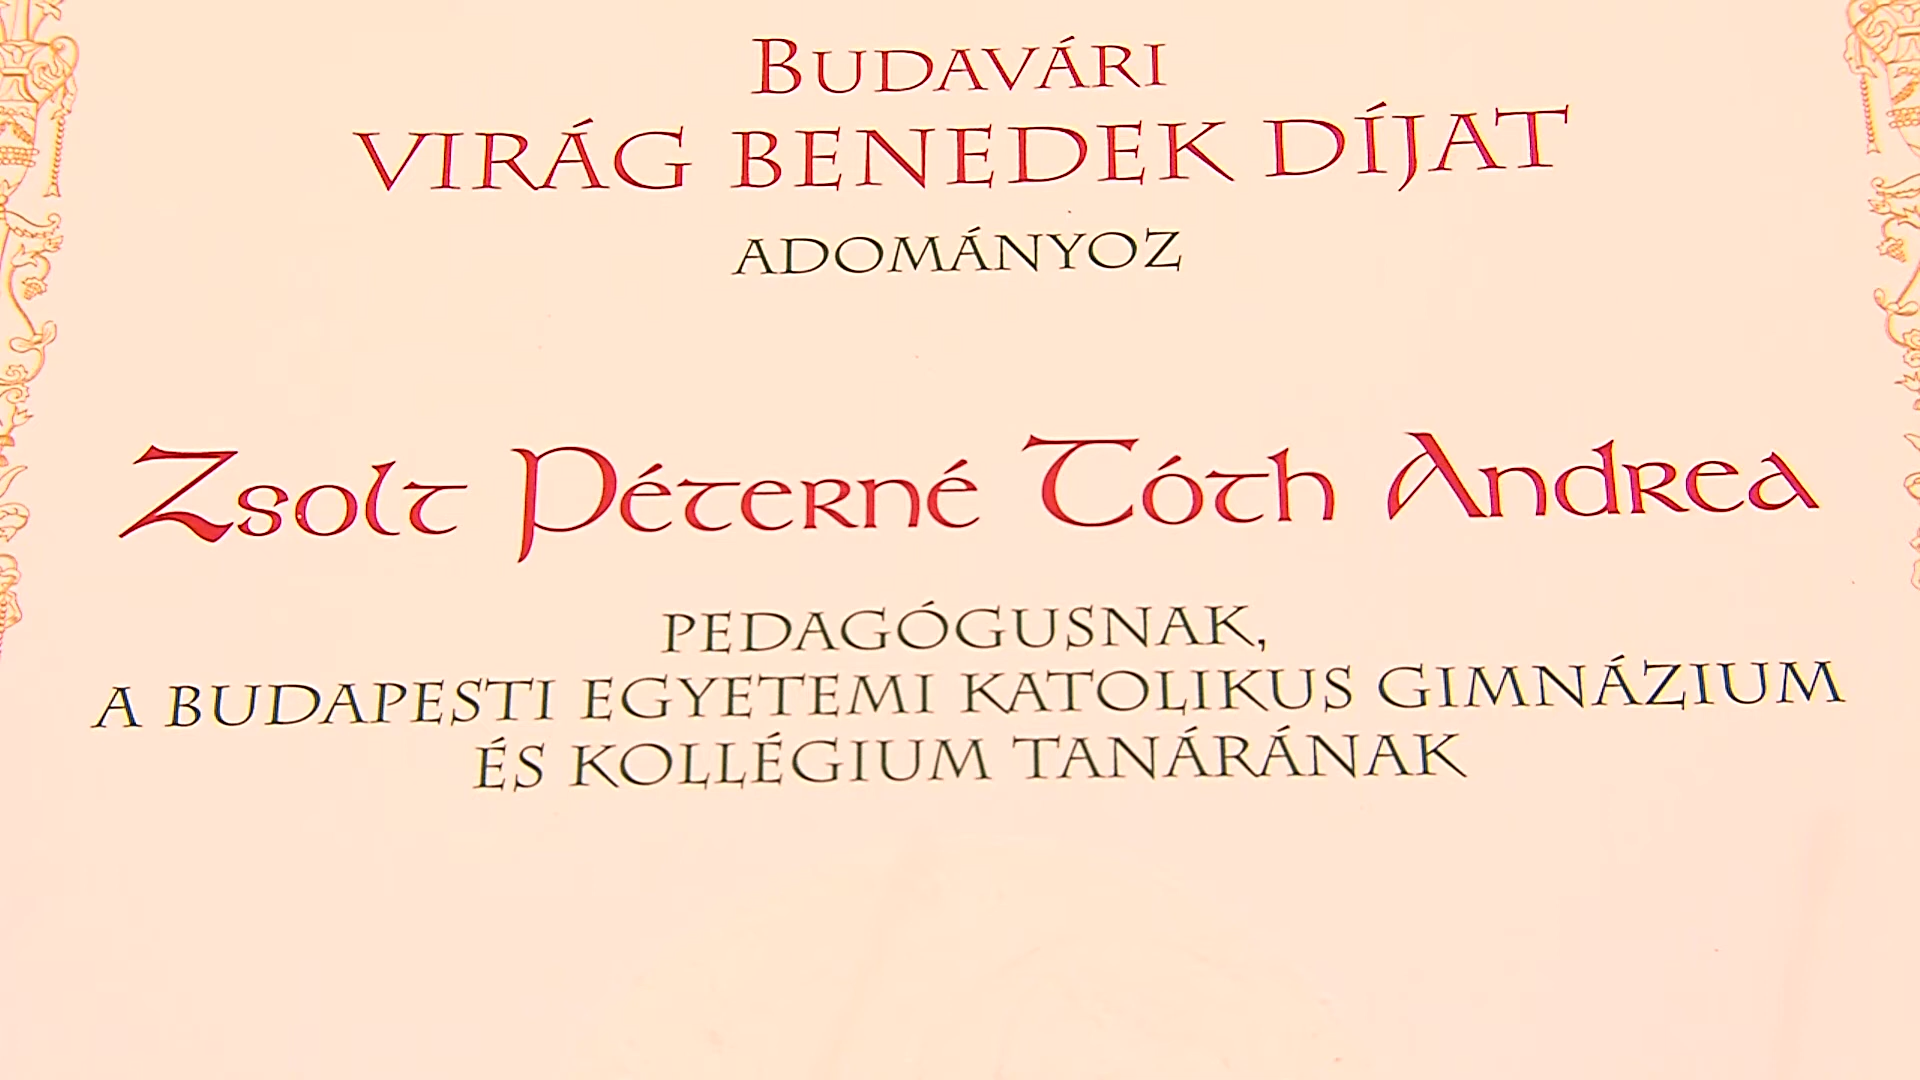 BUDAVÁRI
VIRÁG BENEDEK DÍJAT
ADOMÁNYOZ
Zsolt Péterné Tóth Andrea
PEDAGÓGUSNAK,
A BUDAPESTI EGYETEMI KATOLIKUS GIMNÁZIUM
ÉS KOLLÉGIUM TANÁRÁNAK